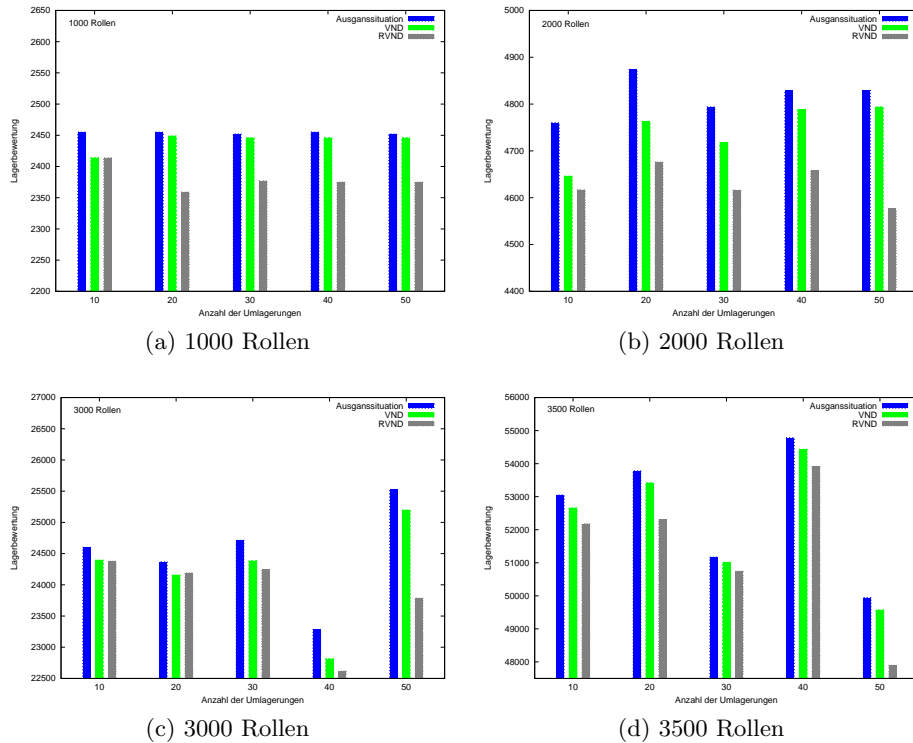 1000 Rollen
Ausganssituation
VND
RVND
Lagerbewertung
2650
2600
2550
2500
2450
2400
2350
2300
2250
2200
10 20 30 40 50
Anzahl der Umlagerungen
(a) 1000 Rollen
2000 Rollen
Ausganssituation
VND
RVND
Lagerbewertung
5000
4900
4800
4700
4600
4500
4400
10 20 30 40 50
Anzahl der Umlagerungen
(b) 2000 Rollen
3000 Rollen
Ausganssituation
VND
RVND
Lagerbewertung
27000
26500
26000
25500
25000
24500
24000
23500
23000
22500
10 20 30 40 50
Anzahl der Umlagerungen
(c) 3000 Rollen
3500 Rollen
Ausganssituation
VND
RVND
Lagerbewertung
56000
55000
54000
53000
52000
51000
50000
49000
48000
10 20 30 40 50
Anzahl der Umlagerungen
(d) 3500 Rollen